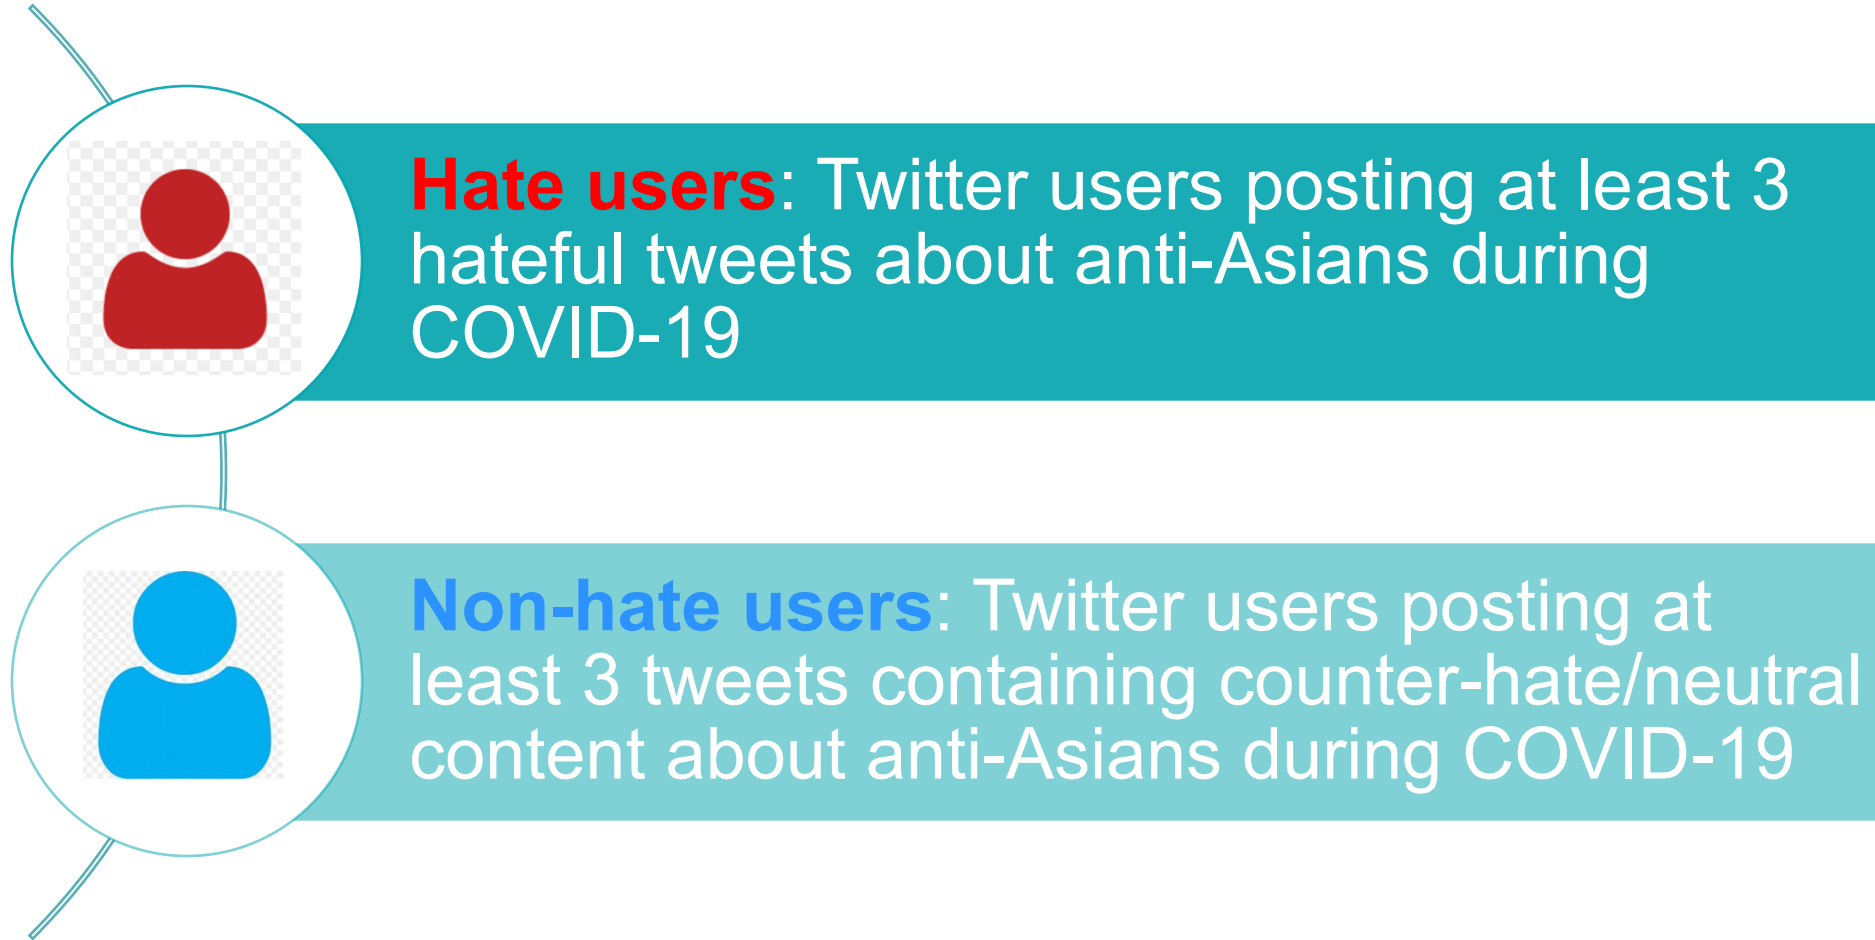 Hate users: Twitter users posting at least 3
hateful tweets about anti-Asians during
COVID-19
Non-hate users: Twitter users posting at
least 3 tweets containing counter-hate/neutral
content about anti-Asians during COVID-19